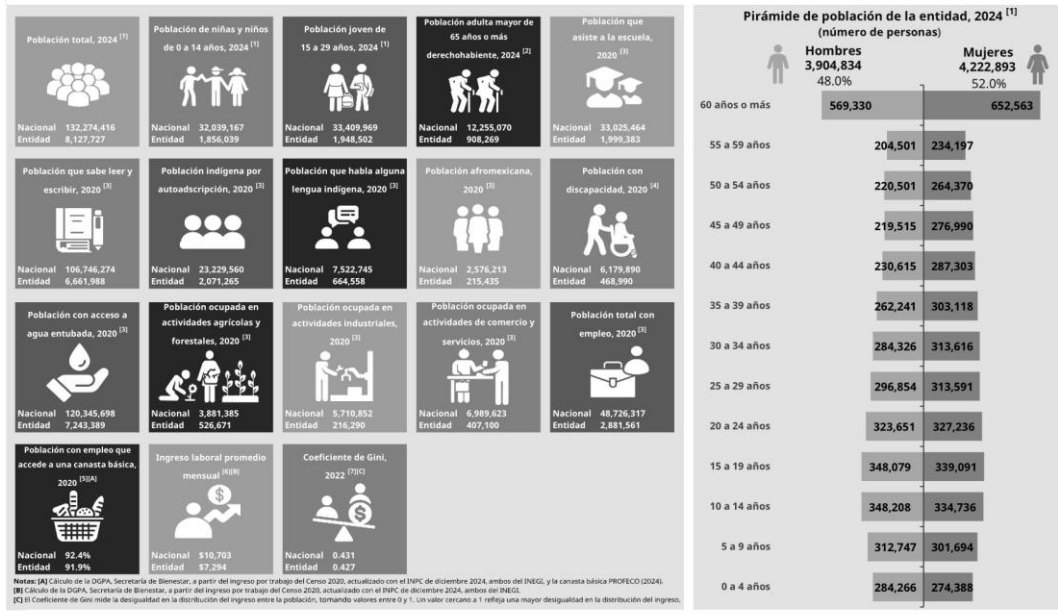 Población total, 2024 [1]
Nacional 132,274,416
Entidad 8,127,727
Población de niñas y niños
de 0 a 14 años, 2024 [1]
Nacional 32,039,167
Entidad 1,856,039
Población joven de
15 a 29 años, 2024 [1]
Nacional 33,409,969
Entidad 1,948,502
Población adulta mayor de
65 años o más
derechohabiente, 2024 [2]
Nacional 12,255,070
Entidad 908,269
Población que
asiste a la escuela,
2020 [3]
Nacional 33,025,464
Entidad 1,999,383
Población que sabe leer y
escribir, 2020 [3]
Nacional 106,746,274
Entidad 6,661,988
Población indígena por
autoadscripción, 2020 [3]
Nacional 23,229,560
Entidad 2,071,265
Población que habla alguna
lengua indígena, 2020 [3]
Nacional 7,522,745
Entidad 664,558
Población afromexicana,
2020 [3]
Nacional 2,576,213
Entidad 215,435
Población con
discapacidad, 2020 [4]
Nacional 6,179,890
Entidad 468,990
Población con acceso a
agua entubada, 2020 [3]
Nacional 120,345,698
Entidad 7,243,389
Población ocupada en
actividades agrícolas y
forestales, 2020 [3]
Nacional 3,881,385
Entidad 526,671
Población ocupada en
actividades industriales,
2020 [3]
Nacional 5,710,852
Entidad 216,290
Población ocupada en
actividades de comercio y
servicios, 2020 [3]
Nacional 6,989,623
Entidad 407,100
Población total con
empleo, 2020 [3]
Nacional 48,726,317
Entidad 2,881,561
Población con empleo que
accede a una canasta básica,
2020 [5][A]
Nacional 92.4%
Entidad 91.9%
Ingreso laboral promedio
mensual [6][B]
Nacional $10,703
Entidad $7,294
Coeficiente de Gini,
2022 [7][C]
Nacional 0.431
Entidad 0.427
Notas: [A] Cálculo de la DGPA, Secretaría de Bienestar, a partir del ingreso por trabajo del Censo 2020, actualizado con el INPC de diciembre 2024, ambos del INEGI, y la canasta básica PROFECO (2024).
[B] Cálculo de la DGPA, Secretaría de Bienestar, a partir del ingreso por trabajo del Censo 2020, actualizado con el INPC de diciembre 2024, ambos del INEGI.
[C] El Coeficiente de Gini mide la desigualdad en la distribución del ingreso entre la población, tomando valores entre 0 y 1. Un valor cercano a 1 refleja una mayor desigualdad en la distribución del ingreso.
Pirámide de población de la entidad, 2024 [1]
(número de personas)
Hombres
3,904,834
48.0%
Mujeres
4,222,893
52.0%
60 años o más 569,330 652,563
55 a 59 años 204,501 234,197
50 a 54 años 220,501 264,370
45 a 49 años 219,515 276,990
40 a 44 años 230,615 287,303
35 a 39 años 262,241 303,118
30 a 34 años 284,326 313,616
25 a 29 años 296,854 313,591
20 a 24 años 323,651 327,236
15 a 19 años 348,079 339,091
10 a 14 años 348,208 334,736
5 a 9 años 312,747 301,694
0 a 4 años 284,266 274,388